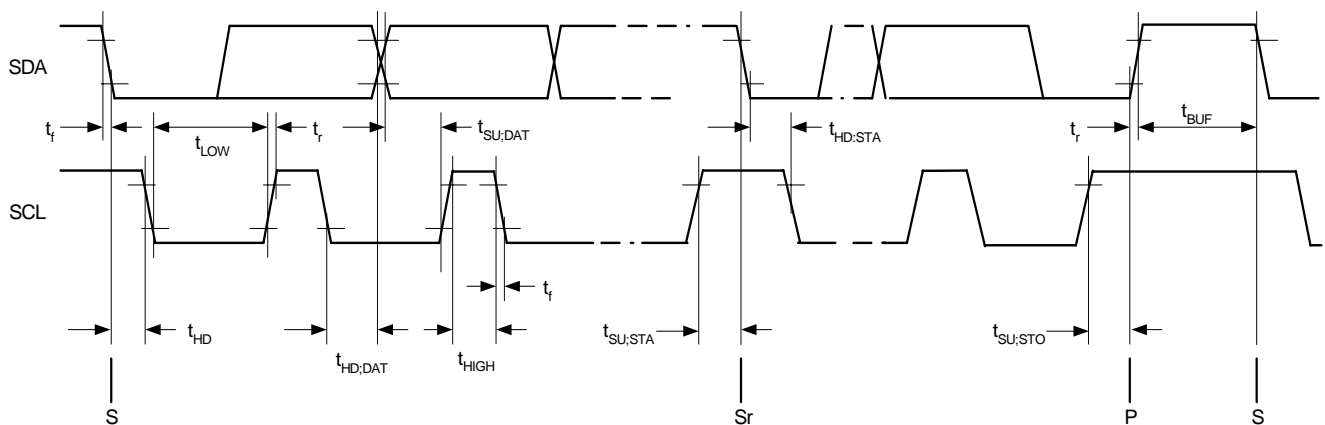 SDA
t_f
t_LOW
t_r
t_SU;DAT
t_HD:STA
t_r
t_BUF
SCL
t_f
t_HD
t_HD;DAT
t_HIGH
t_SU;STA
t_SU;STO
S
Sr
P
S